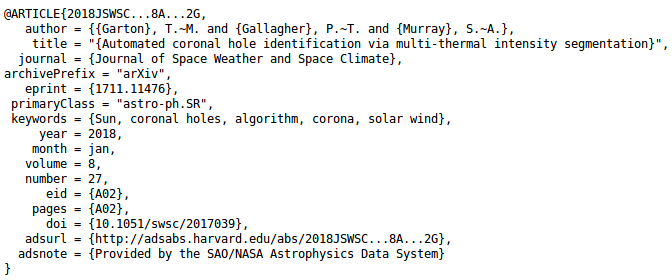 @ARTICLE{2018JSWSC...8A...2G,
author = {{Garton}, T.~M. and {Gallagher}, P.~T. and {Murray}, S.~A.},
title = "{Automated coronal hole identification via multi-thermal intensity segmentation}",
journal = {Journal of Space Weather and Space Climate},
archivePrefix = "arXiv",
eprint = {1711.11476},
primaryClass = "astro-ph.SR",
keywords = {Sun, coronal holes, algorithm, corona, solar wind},
year = 2018,
month = jan,
volume = 8,
number = 27,
eid = {A02},
pages = {A02},
doi = {10.1051/swsc/2017039},
adsurl = {http://adsabs.harvard.edu/abs/2018JSWSC...8A...2G},
adsnote = {Provided by the SAO/NASA Astrophysics Data System}
}